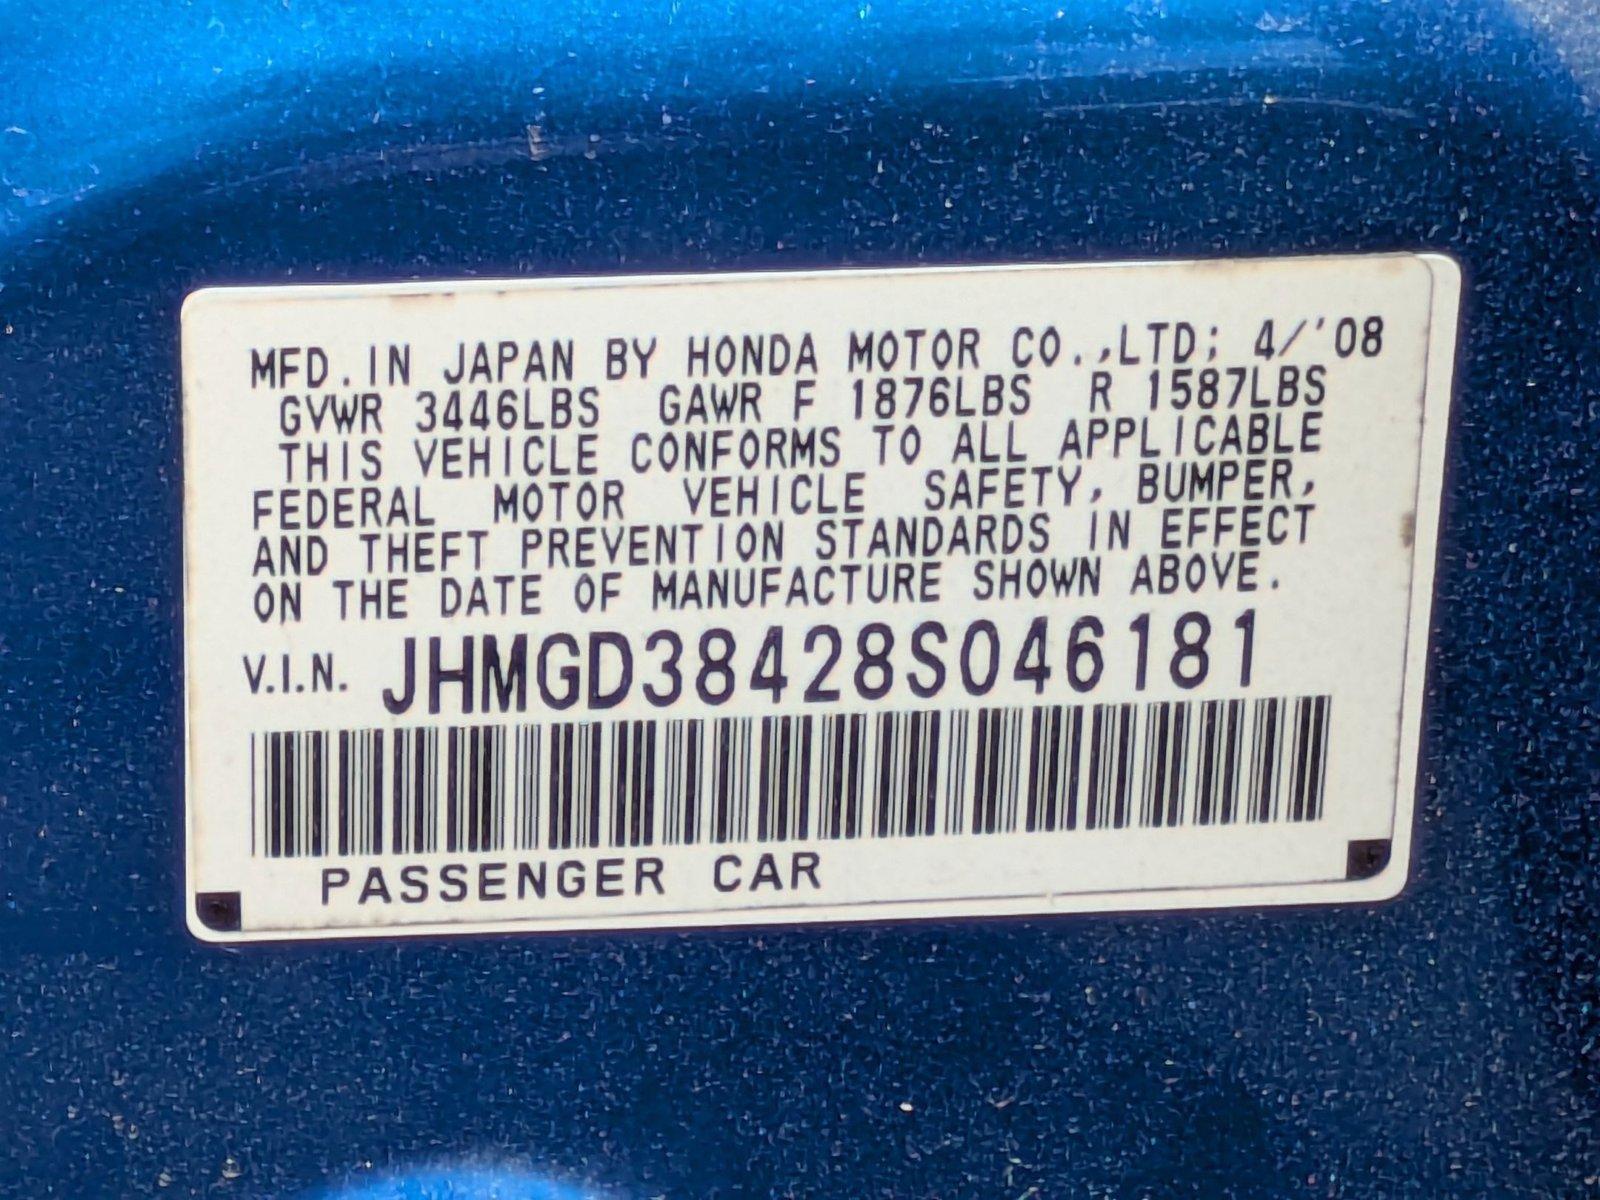 MFD. IN JAPAN BY HONDA MOTOR CO.,LTD; 4/'08
GVWR 3446LBS GAWR F 1876LBS R 1587LBS
THIS VEHICLE CONFORMS TO ALL APPLICABLE
FEDERAL MOTOR VEHICLE SAFETY, BUMPER,
AND THEFT PREVENTION STANDARDS IN EFFECT
ON THE DATE OF MANUFACTURE SHOWN ABOVE.
V.I.N. JHMGD38428S046181
PASSENGER CAR